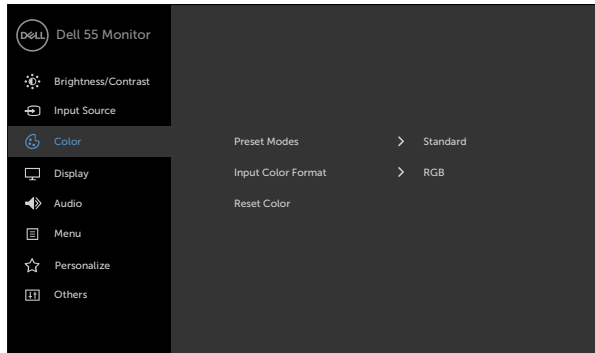 DELL Dell 55 Monitor
Brightness/Contrast
Input Source
Color
Preset Modes > Standard
Display
Input Color Format > RGB
Audio
Reset Color
Menu
Personalize
Others